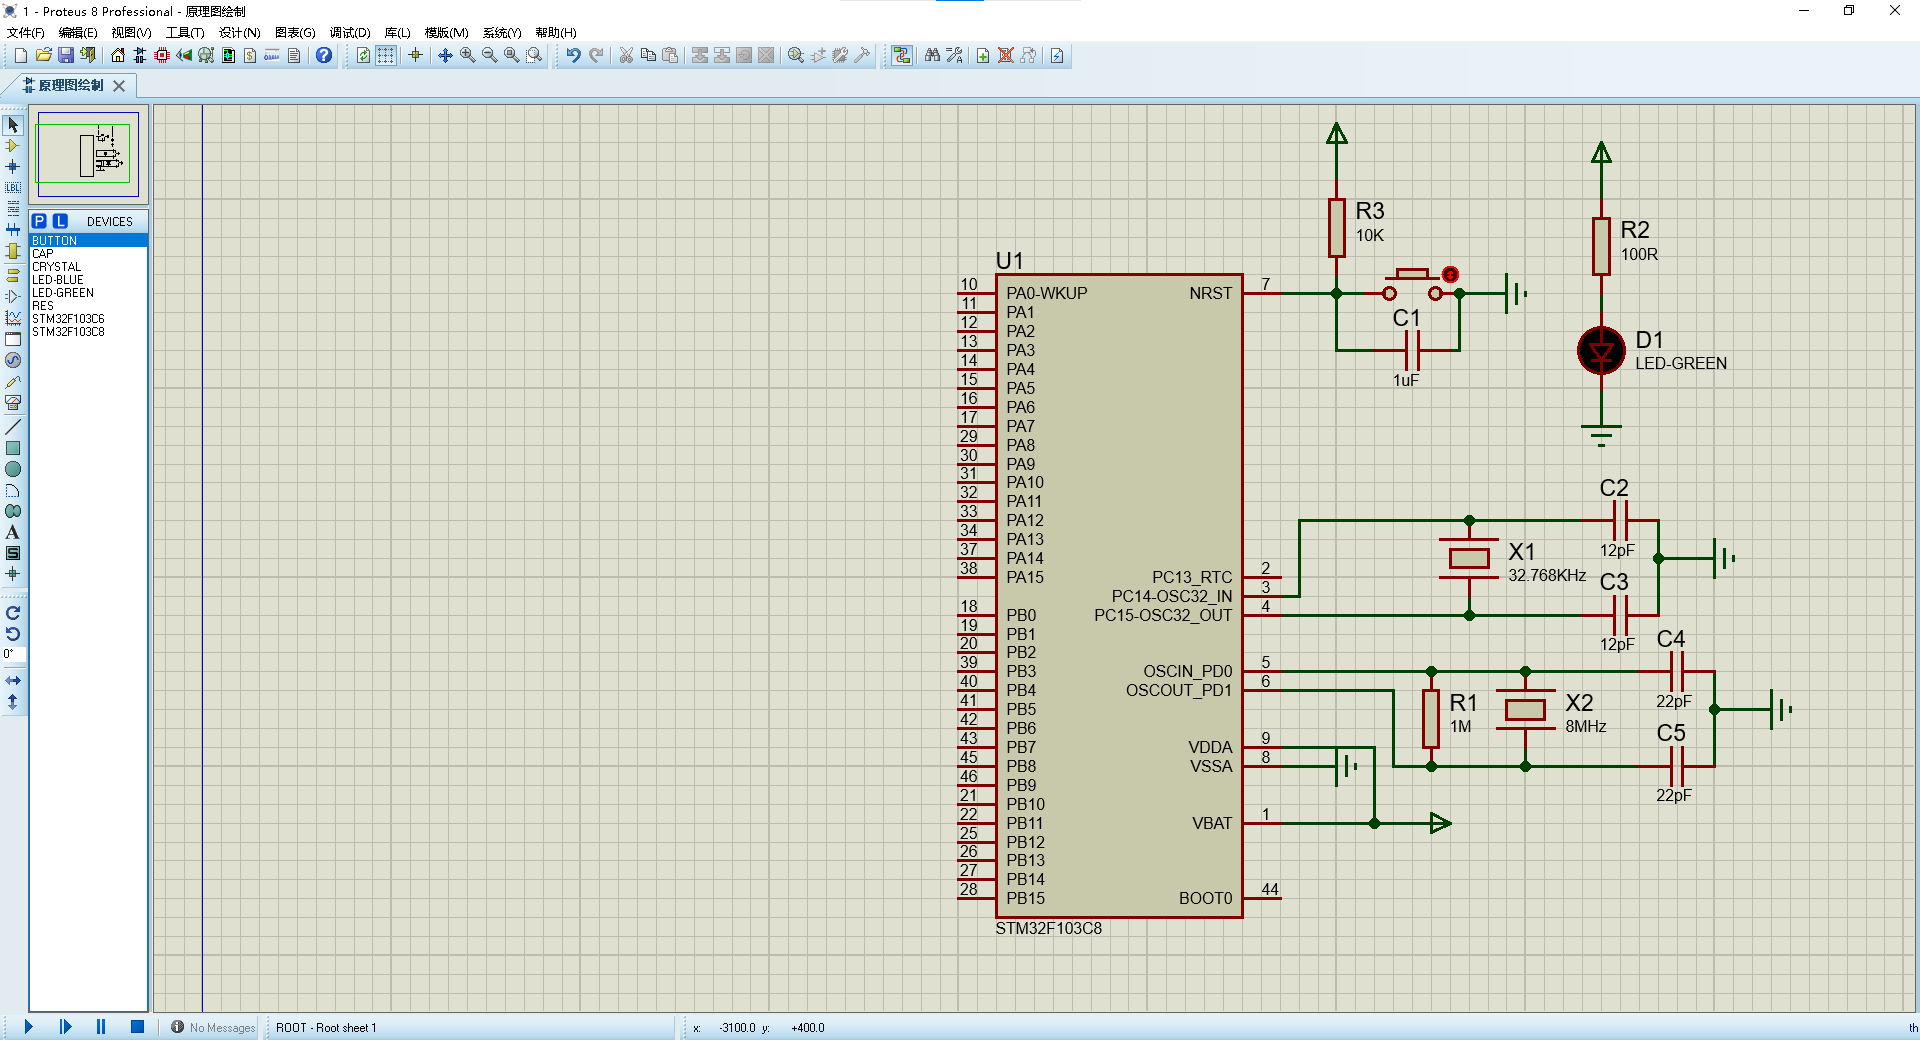 1 - Proteus 8 Professional - 原理图绘制
文件(F) 编辑(E) 视图(V) 工具(T) 设计(N) 图表(G) 调试(D) 库(L) 模版(M) 系统(Y) 帮助(H)
原理图绘制
P L DEVICES
BUTTON
CAP
CRYSTAL
LED-BLUE
LED-GREEN
RES
STM32F103C6
STM32F103C8
LBL
A
S
0°
U1
10 PA0-WKUP
11 PA1
12 PA2
13 PA3
14 PA4
15 PA5
16 PA6
17 PA7
29 PA8
30 PA9
31 PA10
32 PA11
33 PA12
34 PA13
37 PA14
38 PA15
18 PB0
19 PB1
20 PB2
39 PB3
40 PB4
41 PB5
42 PB6
43 PB7
45 PB8
46 PB9
21 PB10
22 PB11
25 PB12
26 PB13
27 PB14
28 PB15
NRST 7
PC13_RTC 2
PC14-OSC32_IN 3
PC15-OSC32_OUT 4
OSCIN_PD0 5
OSCOUT_PD1 6
VDDA 9
VSSA 8
VBAT 1
BOOT0 44
STM32F103C8
R3
10K
C1
1uF
R2
100R
D1
LED-GREEN
C2
12pF
X1
32.768KHz
C3
12pF
C4
22pF
R1
1M
X2
8MHz
C5
22pF
No Messages
ROOT - Root sheet 1
x: -3100.0 y: +400.0
th